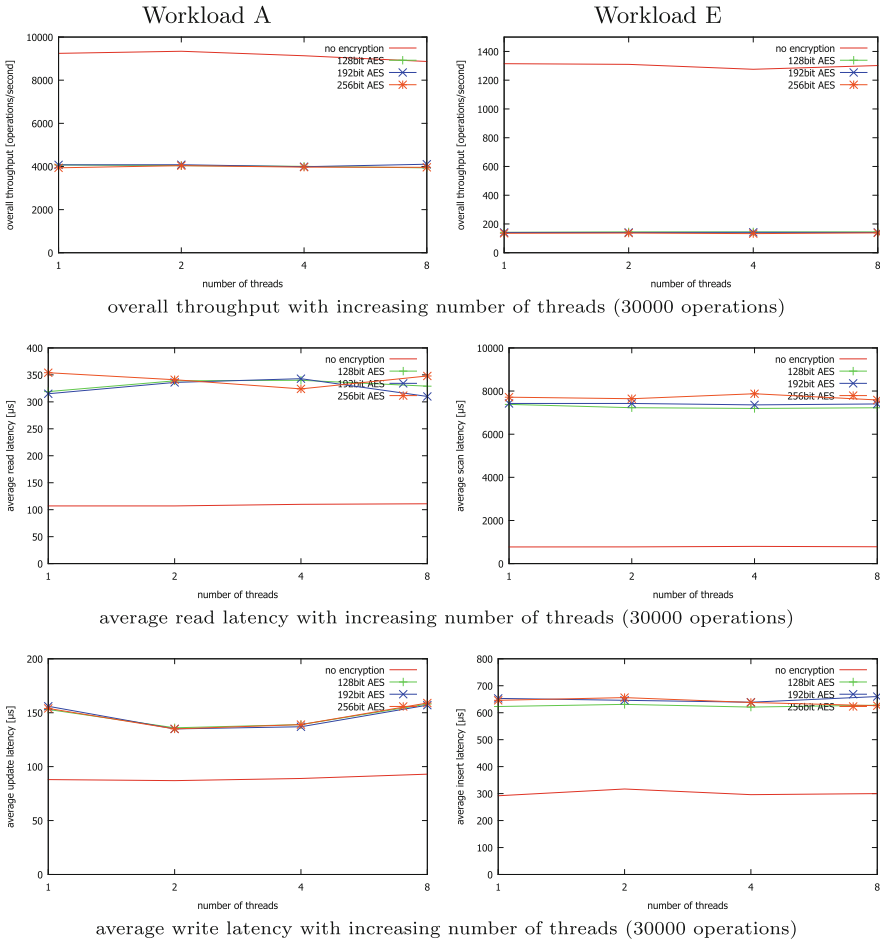 Workload A
Workload E
10000
8000
6000
4000
2000
0
overall throughput [operations/second]
no encryption
128bit AES
192bit AES
256bit AES
1 2 4 8
number of threads
1400
1200
1000
800
600
400
200
0
overall throughput [operations/second]
no encryption
128bit AES
192bit AES
256bit AES
1 2 4 8
number of threads
overall throughput with increasing number of threads (30000 operations)
400
350
300
250
200
150
100
50
0
average read latency [µs]
no encryption
128bit AES
192bit AES
256bit AES
1 2 4 8
number of threads
10000
8000
6000
4000
2000
0
average scan latency [µs]
no encryption
128bit AES
192bit AES
256bit AES
1 2 4 8
number of threads
average read latency with increasing number of threads (30000 operations)
200
150
100
50
0
average update latency [µs]
no encryption
128bit AES
192bit AES
256bit AES
1 2 4 8
number of threads
800
700
600
500
400
300
200
100
0
average insert latency [µs]
no encryption
128bit AES
192bit AES
256bit AES
1 2 4 8
number of threads
average write latency with increasing number of threads (30000 operations)